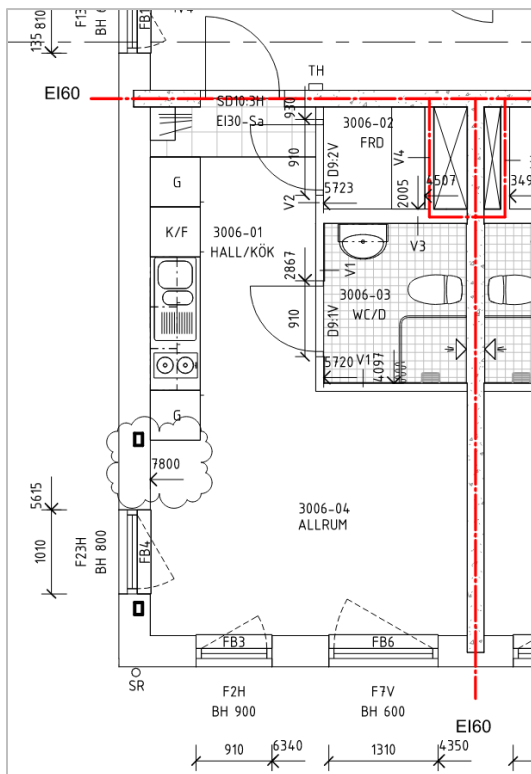 135
810
F13
BH 6
FB1
EI60
SD10:3H
EI30-Sa
TH
930
3006-02
FRD
910
D9:2V
V4
5723
V2
2005
4507
349
G
K/F
3006-01
HALL/KÖK
V3
2867
V1
3006-03
WC/D
910
D9:1V
5720
V1
4097
G
7800
5615
1010
F23H
BH 800
FB4
3006-04
ALLRUM
FB3
FB6
SR
F2H
BH 900
F7V
BH 600
EI60
910
6340
1310
4350